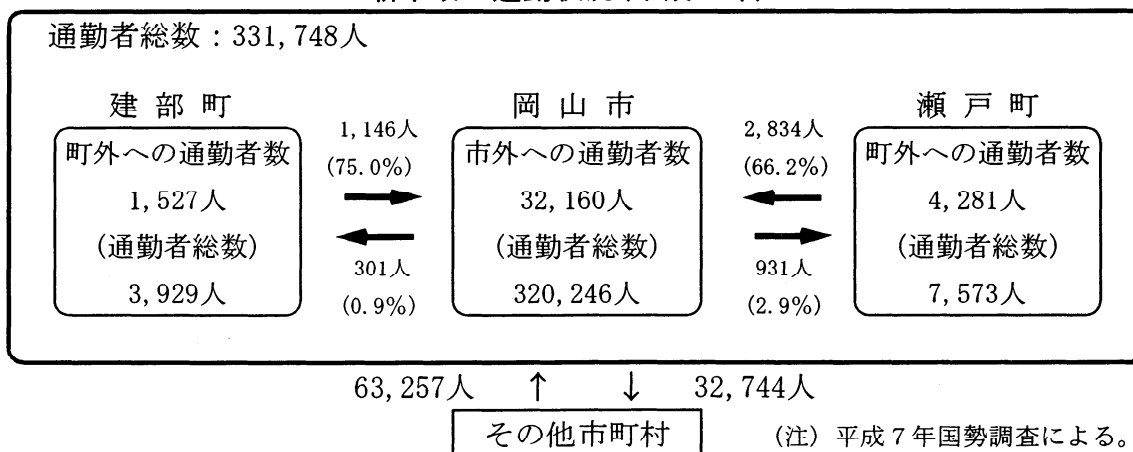 通勤者総数:331,748人
建部町
町外への通勤者数
1,527人
(通勤者総数)
3,929人
1,146人
(75.0%)
301人
(0.9%)
岡山市
市外への通勤者数
32,160人
(通勤者総数)
320,246人
2,834人
(66.2%)
931人
(2.9%)
瀬戸町
町外への通勤者数
4,281人
(通勤者総数)
7,573人
63,257人 ↑ ↓ 32,744人
その他市町村
(注) 平成7年国勢調査による。